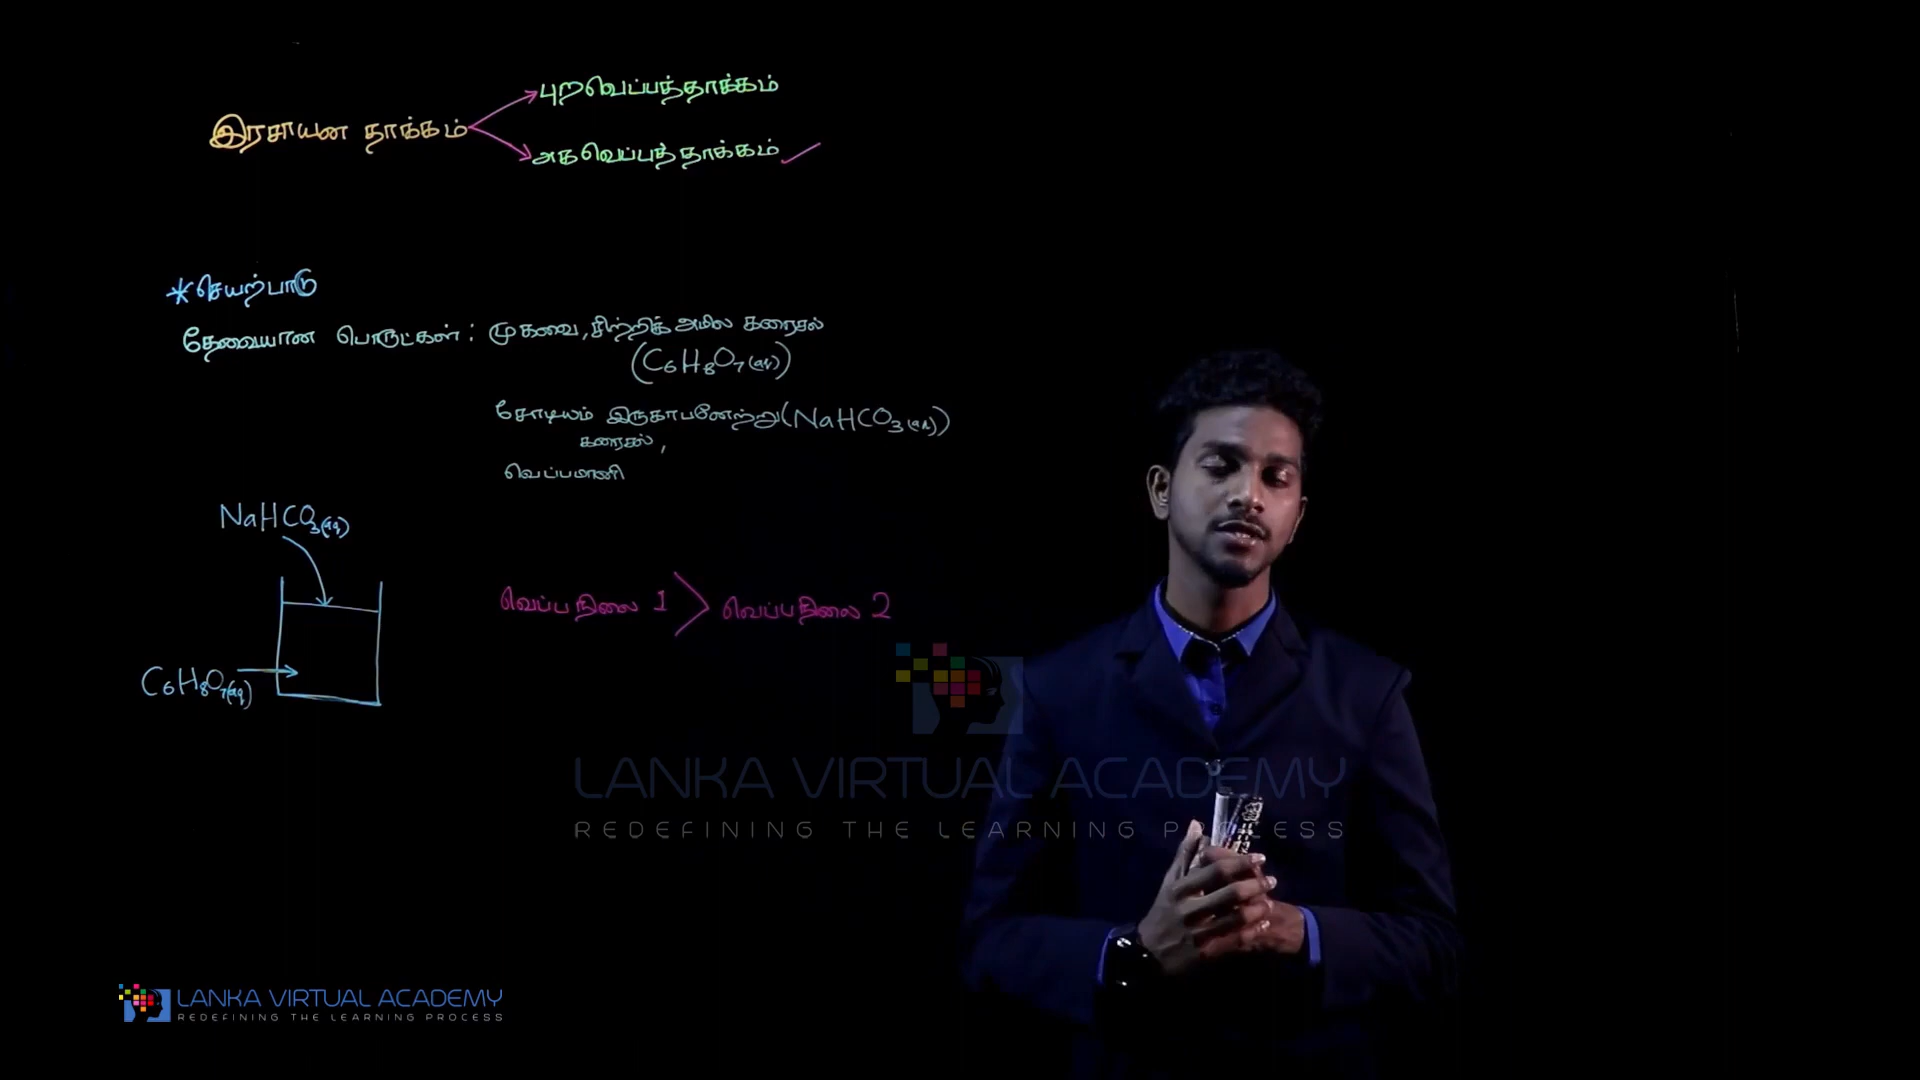 இரசாயன தாக்கம்
புறவெப்பத்தாக்கம்
அகவெப்பத்தாக்கம்
*செயற்பாடு
தேவையான பொருட்கள் : முகவை, சிற்றிக் அமில கரைசல்
(C6H8O7(aq))
சோடியம் இருகாபனேற்று (NaHCO3(aq))
கரைசல்,
வெப்பமானி
NaHCO3(aq)
வெப்பநிலை 1 > வெப்பநிலை 2
C6H8O7(aq)
LANKA VIRTUAL ACADEMY
REDEFINING THE LEARNING PROCESS
LANKA VIRTUAL ACADEMY
REDEFINING THE LEARNING PROCESS